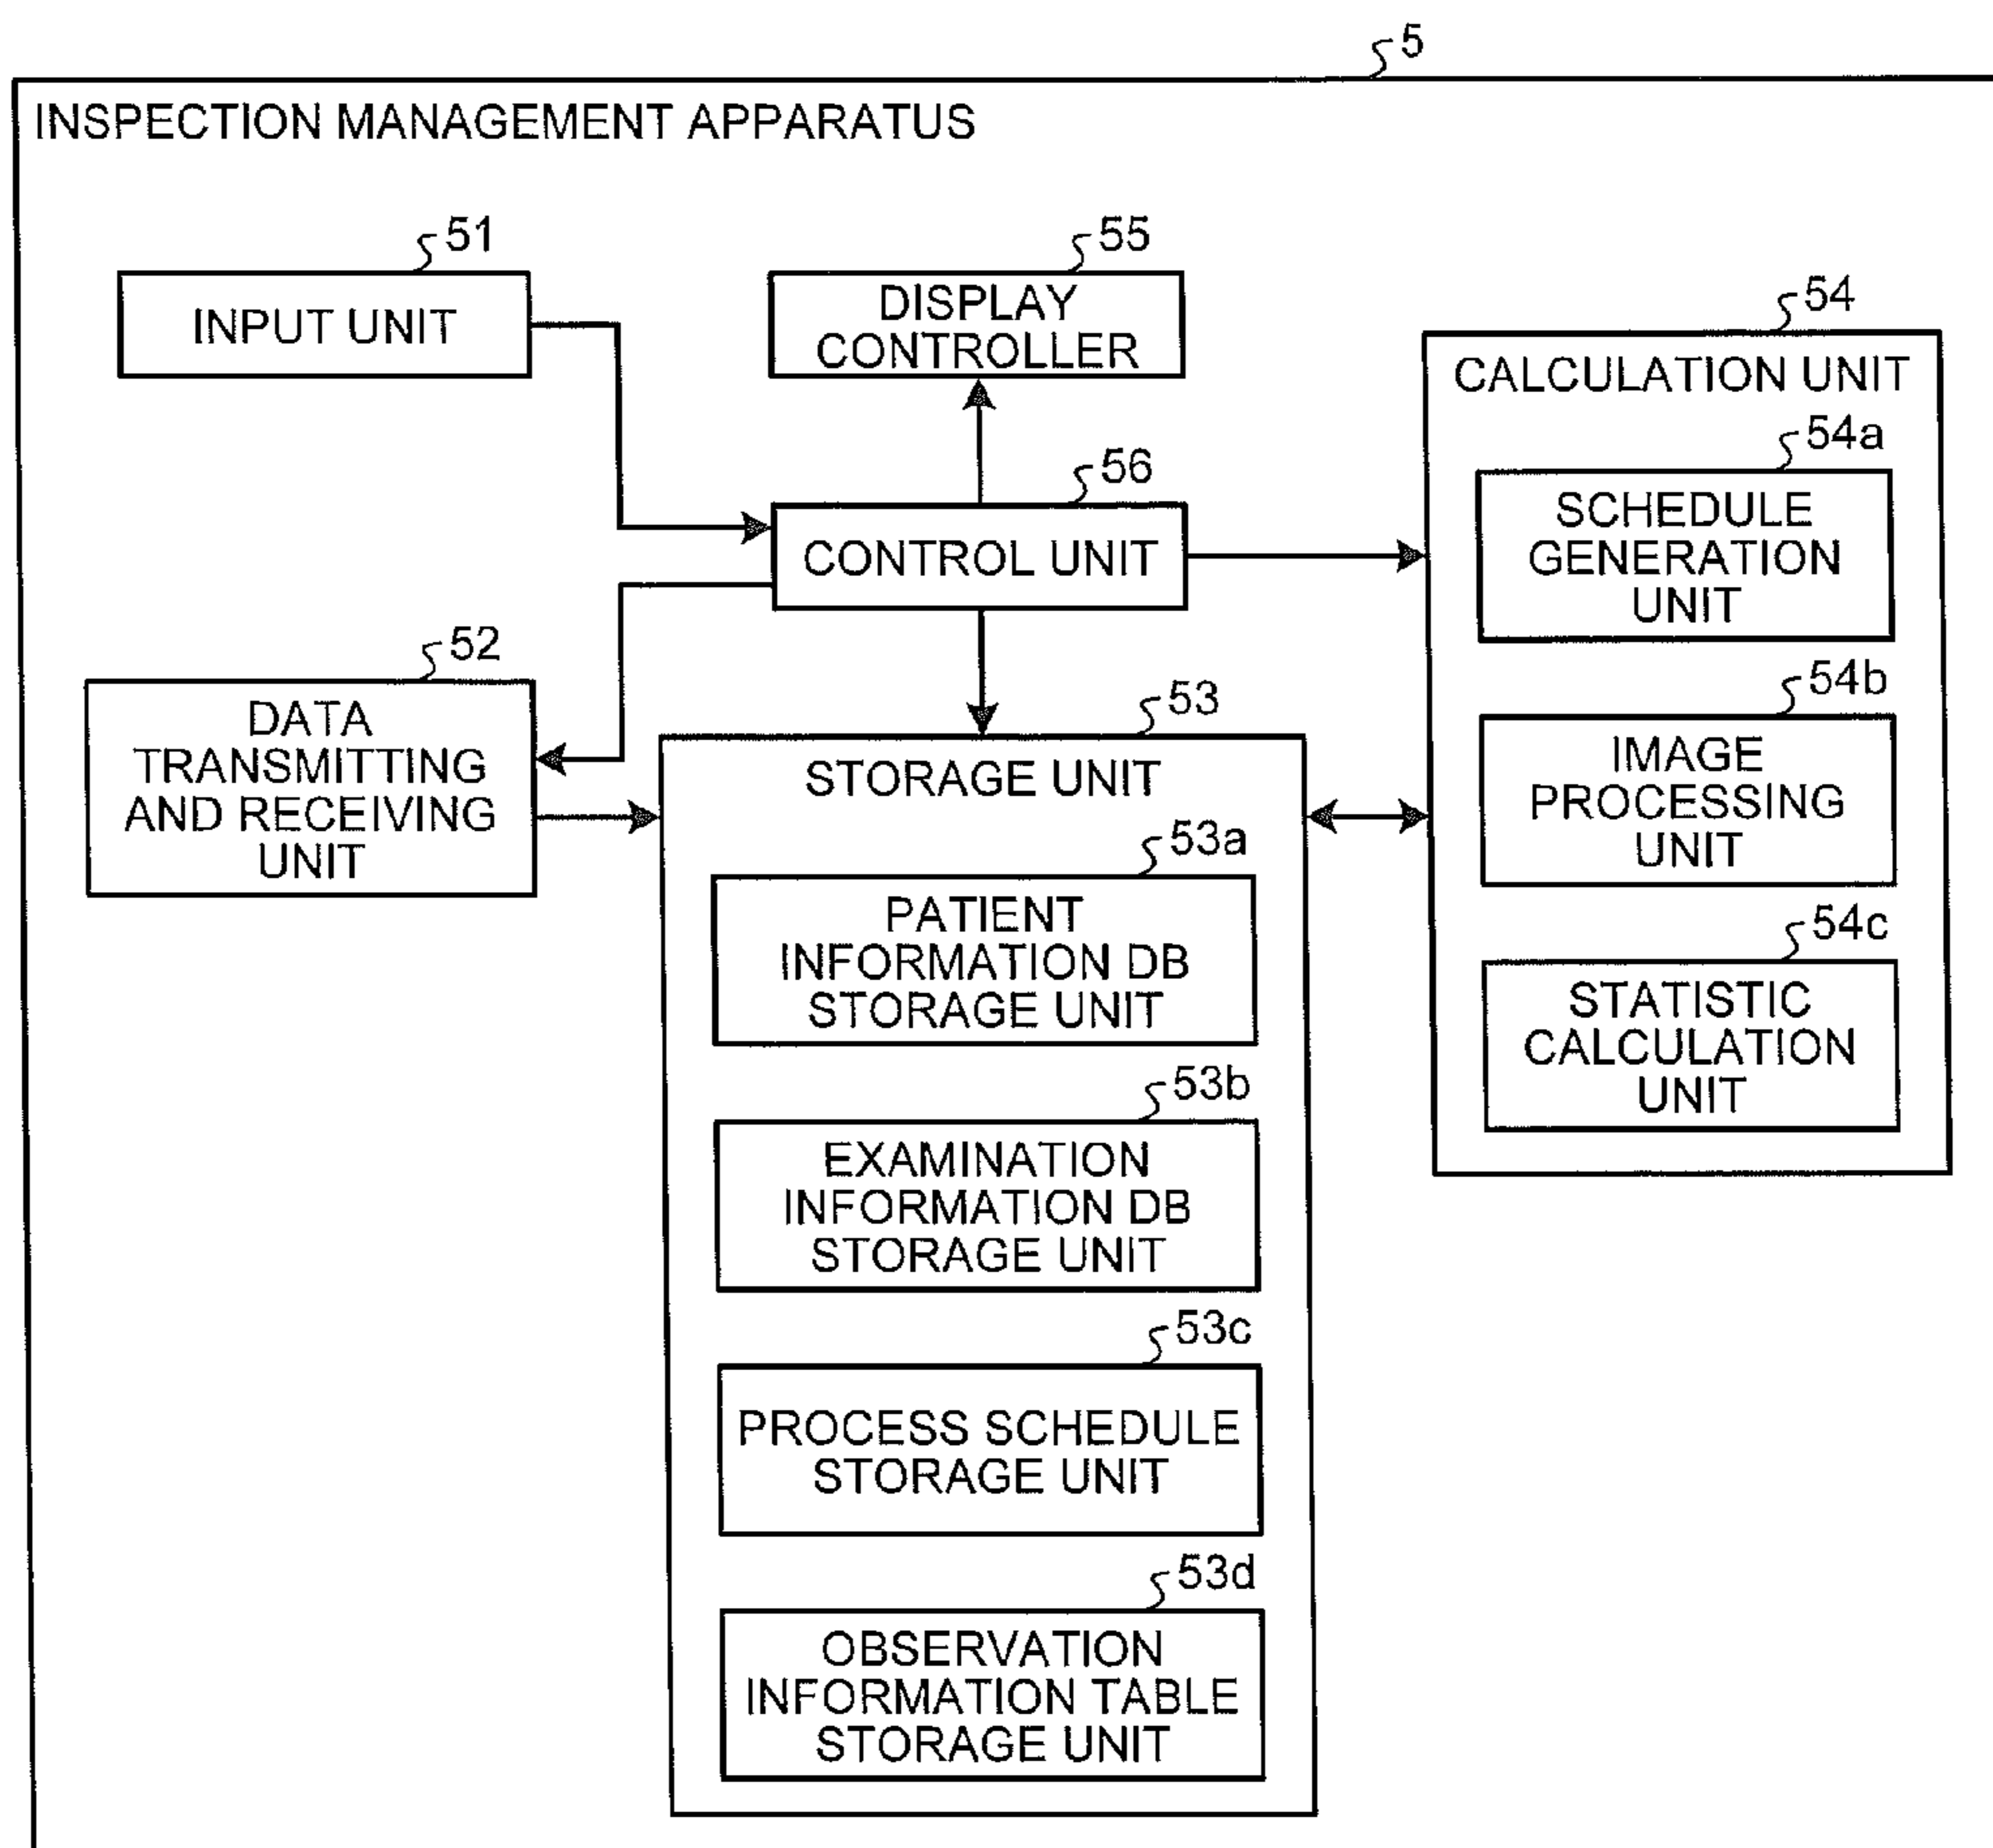 5
INSPECTION MANAGEMENT APPARATUS
51
INPUT UNIT
55
DISPLAY
CONTROLLER
56
CONTROL UNIT
52
DATA
TRANSMITTING
AND RECEIVING
UNIT
53
STORAGE UNIT
53a
PATIENT
INFORMATION DB
STORAGE UNIT
53b
EXAMINATION
INFORMATION DB
STORAGE UNIT
53c
PROCESS SCHEDULE
STORAGE UNIT
53d
OBSERVATION
INFORMATION TABLE
STORAGE UNIT
54
CALCULATION UNIT
54a
SCHEDULE
GENERATION
UNIT
54b
IMAGE
PROCESSING
UNIT
54c
STATISTIC
CALCULATION
UNIT